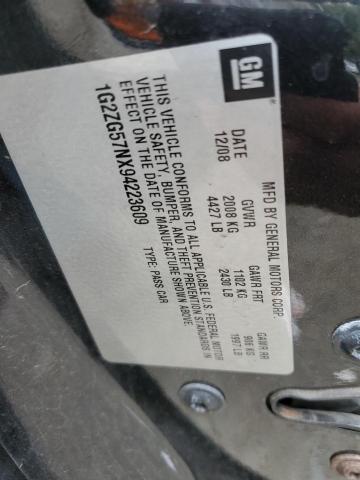 GM
MFD BY GENERAL MOTORS CORP
DATE GVWR GAWR FRT GAWR RR
12/08 2008 KG 1102 KG 906 KG
4427 LB 2430 LB 1997 LB
THIS VEHICLE CONFORMS TO ALL APPLICABLE U.S. FEDERAL MOTOR
VEHICLE SAFETY, BUMPER, AND THEFT PREVENTION STANDARDS IN
EFFECT ON THE DATE OF MANUFACTURE SHOWN ABOVE.
1G2ZG57NX94223609 TYPE: PASS CAR